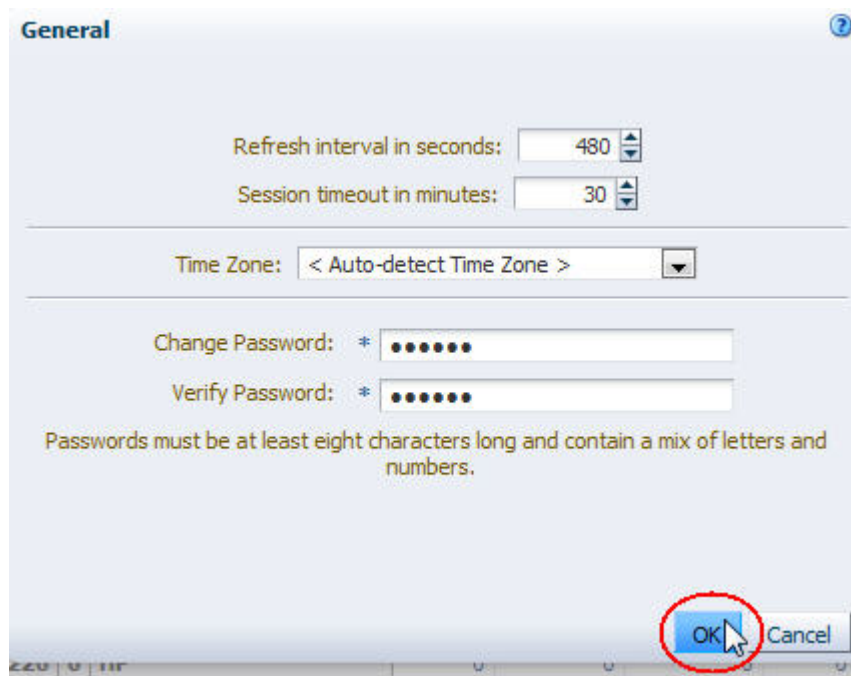 General
?
Refresh interval in seconds: 480
Session timeout in minutes: 30
Time Zone: < Auto-detect Time Zone >
Change Password: * ●●●●●●
Verify Password: * ●●●●●●
Passwords must be at least eight characters long and contain a mix of letters and
numbers.
OK Cancel